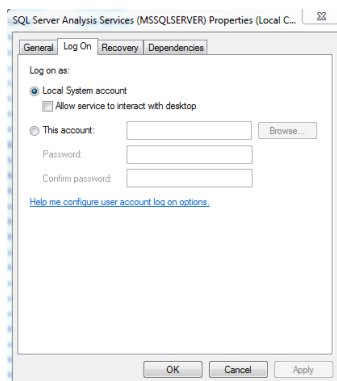 SQL Server Analysis Services (MSSQLSERVER) Properties (Local C...
General Log On Recovery Dependencies
Log on as:
Local System account
Allow service to interact with desktop
This account: Browse...
Password:
Confirm password:
Help me configure user account log on options.
OK Cancel Apply